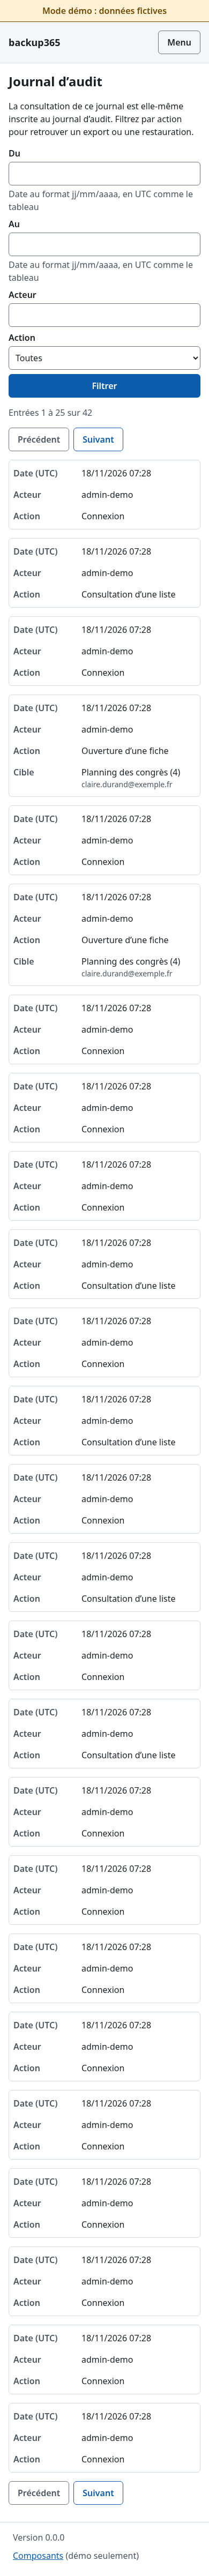 Mode démo : données fictives
backup365
Menu
Journal d’audit
La consultation de ce journal est elle-même
inscrite au journal d’audit. Filtrez par action
pour retrouver un export ou une restauration.
Du
Date au format jj/mm/aaaa, en UTC comme le
tableau
Au
Date au format jj/mm/aaaa, en UTC comme le
tableau
Acteur
Action
Toutes
Filtrer
Entrées 1 à 25 sur 42
Précédent Suivant
Date (UTC) 18/11/2026 07:28
Acteur admin-demo
Action Connexion
Date (UTC) 18/11/2026 07:28
Acteur admin-demo
Action Consultation d’une liste
Date (UTC) 18/11/2026 07:28
Acteur admin-demo
Action Connexion
Date (UTC) 18/11/2026 07:28
Acteur admin-demo
Action Ouverture d’une fiche
Cible Planning des congrès (4)
claire.durand@exemple.fr
Date (UTC) 18/11/2026 07:28
Acteur admin-demo
Action Connexion
Date (UTC) 18/11/2026 07:28
Acteur admin-demo
Action Ouverture d’une fiche
Cible Planning des congrès (4)
claire.durand@exemple.fr
Date (UTC) 18/11/2026 07:28
Acteur admin-demo
Action Connexion
Date (UTC) 18/11/2026 07:28
Acteur admin-demo
Action Connexion
Date (UTC) 18/11/2026 07:28
Acteur admin-demo
Action Connexion
Date (UTC) 18/11/2026 07:28
Acteur admin-demo
Action Consultation d’une liste
Date (UTC) 18/11/2026 07:28
Acteur admin-demo
Action Connexion
Date (UTC) 18/11/2026 07:28
Acteur admin-demo
Action Consultation d’une liste
Date (UTC) 18/11/2026 07:28
Acteur admin-demo
Action Connexion
Date (UTC) 18/11/2026 07:28
Acteur admin-demo
Action Consultation d’une liste
Date (UTC) 18/11/2026 07:28
Acteur admin-demo
Action Connexion
Date (UTC) 18/11/2026 07:28
Acteur admin-demo
Action Consultation d’une liste
Date (UTC) 18/11/2026 07:28
Acteur admin-demo
Action Connexion
Date (UTC) 18/11/2026 07:28
Acteur admin-demo
Action Connexion
Date (UTC) 18/11/2026 07:28
Acteur admin-demo
Action Connexion
Date (UTC) 18/11/2026 07:28
Acteur admin-demo
Action Connexion
Date (UTC) 18/11/2026 07:28
Acteur admin-demo
Action Connexion
Date (UTC) 18/11/2026 07:28
Acteur admin-demo
Action Connexion
Date (UTC) 18/11/2026 07:28
Acteur admin-demo
Action Connexion
Date (UTC) 18/11/2026 07:28
Acteur admin-demo
Action Connexion
Date (UTC) 18/11/2026 07:28
Acteur admin-demo
Action Connexion
Précédent Suivant
Version 0.0.0
Composants (démo seulement)